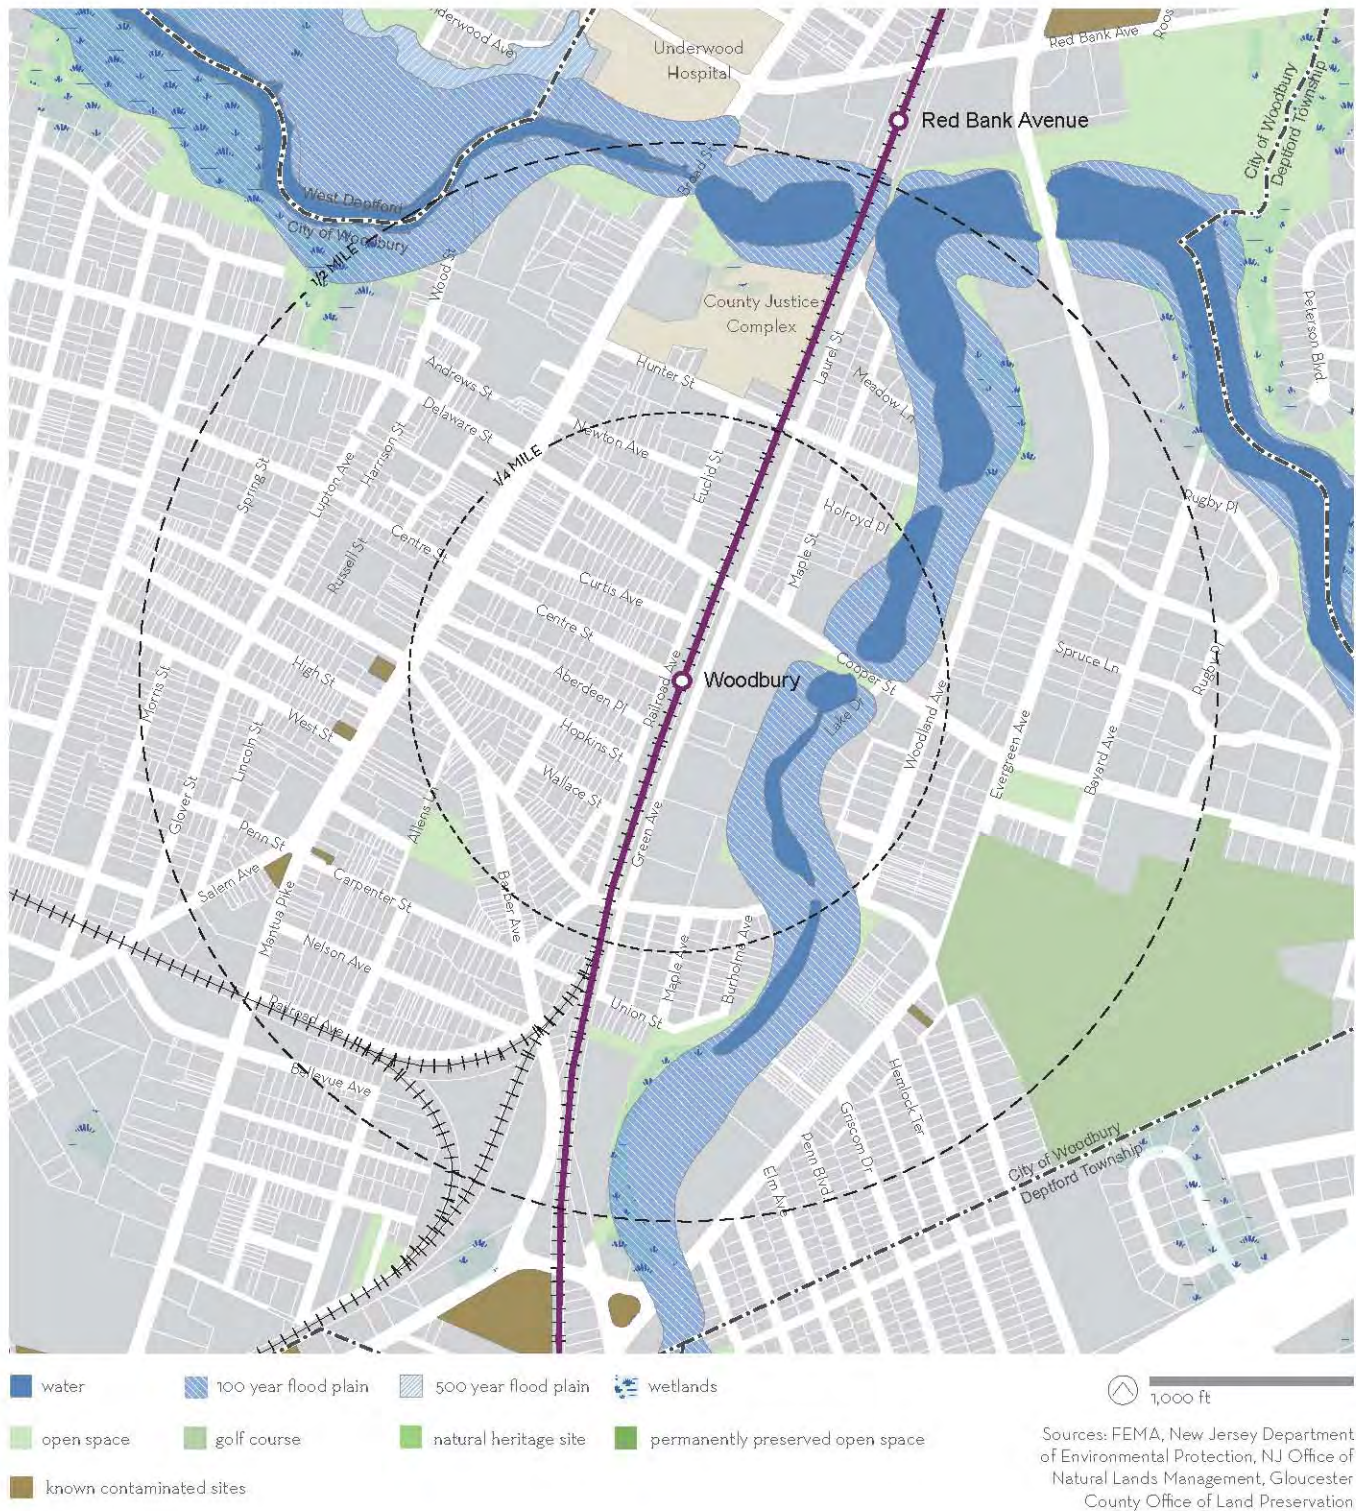 Underwood Ave
Underwood
Hospital
Red Bank Ave
Red Bank Avenue
City of Woodbury
Deptford Township
Broad St
West Deptford
City of Woodbury
1/2 MILE
Wood St
County Justice
Complex
Peterson Blvd.
Laurel St
Hunter St
Meadow Ln
Andrews St
Delaware St
Newton Ave
1/4 MILE
Euclid St
Harrison St
Lupton Ave
Spring St
Rugby Pl
Holroyd Pl
Maple St
Centre St
Russell St
Curtis Ave
Centre St
Spruce Ln
Rugby Pl
Cooper St
Aberdeen Pl
Railroad Ave
Woodbury
High St
Morris St
Lake Dr
Woodland Ave
West St
Lincoln St
Hopkins St
Evergreen Ave
Bayard Ave
Wallace St
Glover St
Allens Ln
Green Ave
Penn St
Salem Ave
Carpenter St
Barber Ave
Mantua Pike
Nelson Ave
Maple Ave
Burholme Ave
Railroad Ave
Union St
Bellevue Ave
Hemlock Ter
Griscom Dr
Penn Blvd
Elm Ave
City of Woodbury
Deptford Township
water
100 year flood plain
500 year flood plain
wetlands
1,000 ft
open space
golf course
natural heritage site
permanently preserved open space
known contaminated sites
Sources: FEMA, New Jersey Department
of Environmental Protection, NJ Office of
Natural Lands Management, Gloucester
County Office of Land Preservation